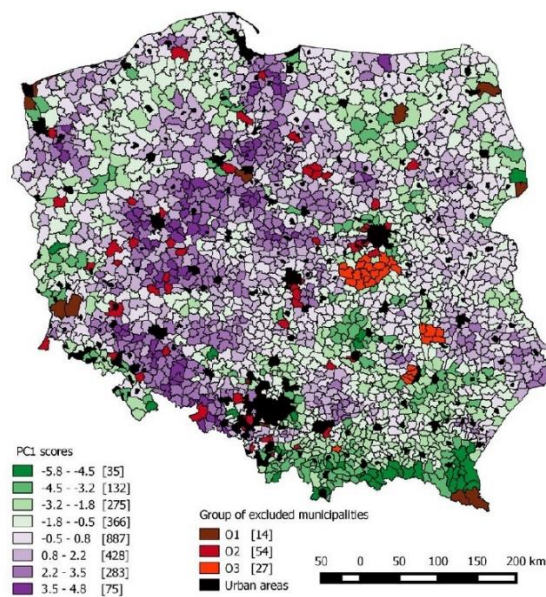 PC1 scores
-5.8 - -4.5 [35]
-4.5 - -3.2 [132]
-3.2 - -1.8 [275]
-1.8 - -0.5 [366]
-0.5 - 0.8 [887]
0.8 - 2.2 [428]
2.2 - 3.5 [283]
3.5 - 4.8 [75]
Group of excluded municipalities
O1 [14]
O2 [54]
O3 [27]
Urban areas
50 0 50 100 150 200 km